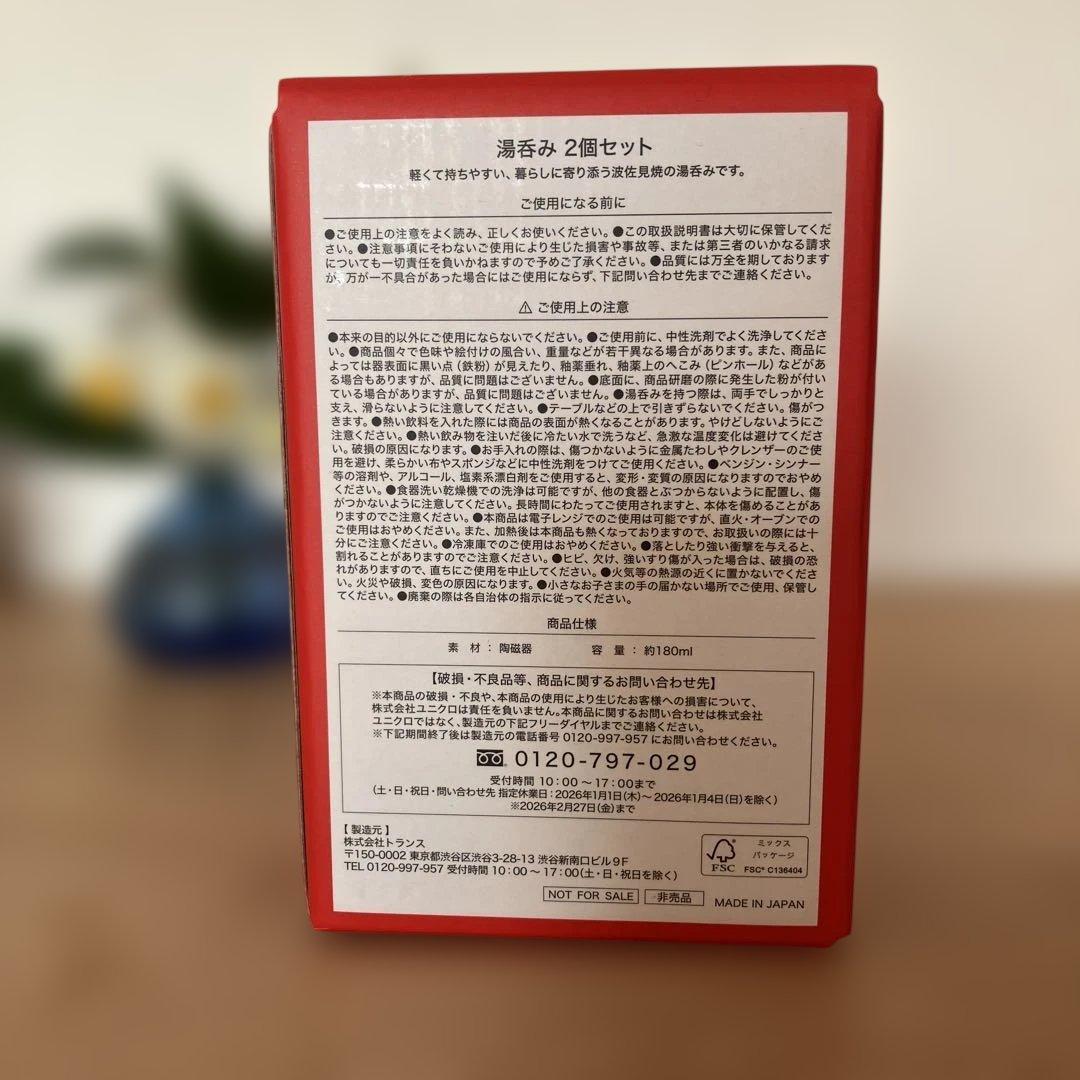 湯呑み 2個セット
軽くて持ちやすい、暮らしに寄り添う波佐見焼の湯呑みです。
ご使用になる前に
●ご使用上の注意をよく読み、正しくお使いください。●この取扱説明書は大切に保管してくだ
さい。●注意事項にそわないご使用により生じた損害や事故等、または第三者のいかなる請求
についても一切責任を負いかねますので予めご了承ください。●品質には万全を期しております
が、万が一不具合があった場合にはご使用にならず、下記問い合わせ先までご連絡ください。
⚠ ご使用上の注意
●本来の目的以外にご使用にならないでください。●ご使用前に、中性洗剤でよく洗浄してくださ
い。●商品個々で色味や絵付けの風合い、重量などが若干異なる場合があります。また、商品に
よっては器表面に黒い点（鉄粉）が見えたり、釉薬垂れ、釉薬上のへこみ（ピンホール）などがあ
る場合もありますが、品質に問題はございません。●底面に、商品研磨の際に発生した粉が付い
ている場合がありますが、品質に問題はございません。●湯呑みを持つ際は、両手でしっかりと
支え、滑らないように注意してください。●テーブルなどの上で引きずらないでください。傷がつ
きます。●熱い飲料を入れた際には商品の表面が熱くなることがあります。やけどしないようにご
注意ください。●熱い飲み物を注いだ後に冷たい水で洗うなど、急激な温度変化は避けてくださ
い。破損の原因になります。●お手入れの際は、傷つかないように金属たわしやクレンザーのご使
用を避け、柔らかい布やスポンジなどに中性洗剤をつけてご使用ください。●ベンジン・シンナー
等の溶剤や、アルコール、塩素系漂白剤をご使用すると、変形・変質の原因になりますのでおやめ
ください。●食器洗い乾燥機での洗浄は可能ですが、他の食器とぶつからないように配置し、傷
がつかないように注意してください。長時間にわたってご使用されますと、本体を傷めることがあ
りますのでご注意ください。●本商品は電子レンジでのご使用は可能ですが、直火・オーブンでの
ご使用はおやめください。また、加熱後は本商品も熱くなっておりますので、お取扱いの際には十
分にご注意ください。●冷凍庫でのご使用はおやめください。●落としたり強い衝撃を与えると、
割れることがありますのでご注意ください。●ヒビ、欠け、強いすり傷が入った場合は、破損の恐
れがありますので、直ちにご使用を中止してください。●火気等の熱源の近くに置かないでくださ
い。火災や破損、変色の原因になります。●小さなお子さまの手の届かない場所でご使用、保管し
てください。●廃棄の際は各自治体の指示に従ってください。
商品仕様
素 材 ： 陶磁器　容 量 ： 約180ml
【破損・不良品等、商品に関するお問い合わせ先】
※本商品の破損・不良や、本商品の使用により生じたお客様への損害について、
株式会社ユニクロは責任を負いません。本商品に関するお問い合わせは株式会社
ユニクロではなく、製造元の下記フリーダイヤルまでご連絡ください。
※下記期間終了後は製造元の電話番号 0120-997-957 にお問い合わせください。
0120-797-029
受付時間 10：00 〜 17：00まで
（土・日・祝日・問い合わせ先 指定休業日：2026年1月1日(木)〜 2026年1月4日(日)を除く）
※2026年2月27日(金)まで
【 製造元 】
株式会社トランス
〒150-0002 東京都渋谷区渋谷3-28-13 渋谷新南口ビル９F
TEL 0120-997-957 受付時間 10：00 〜 17：00（土・日・祝日を除く）
ミックス
パッケージ
FSC
FSC® C136404
NOT FOR SALE 非売品 MADE IN JAPAN